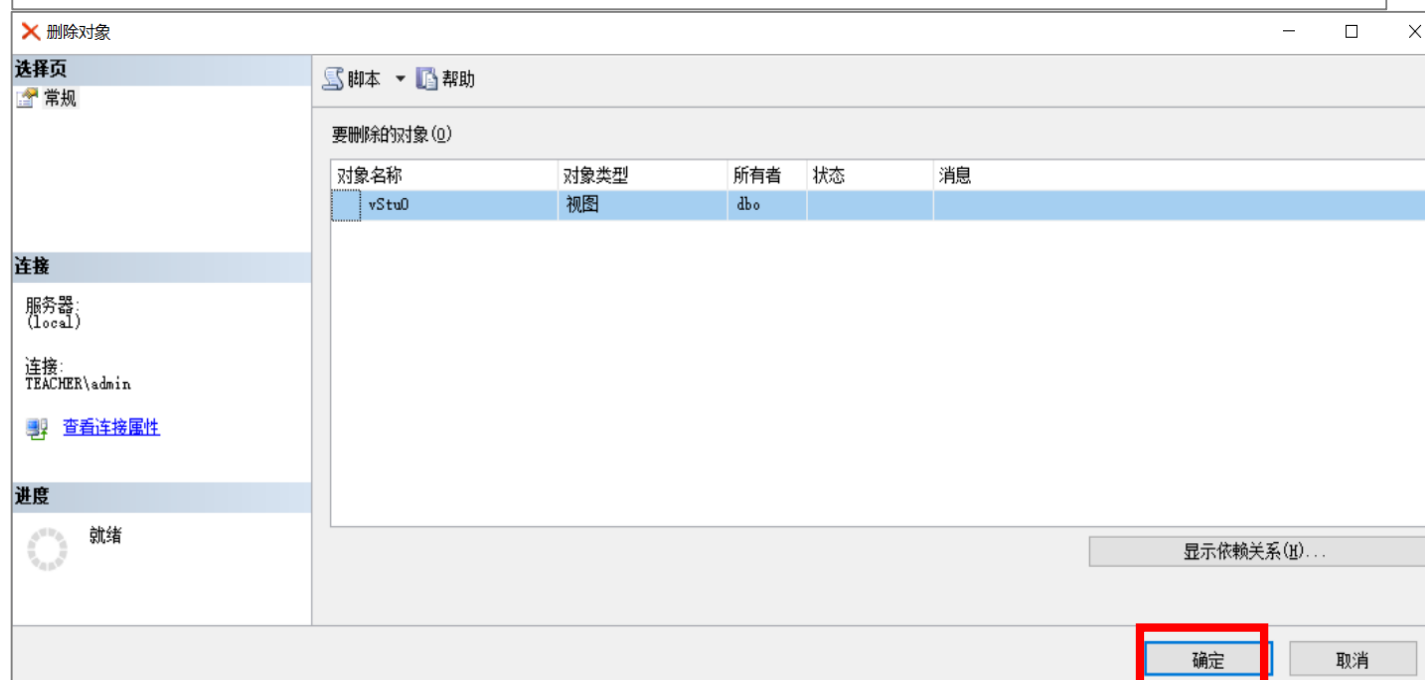 删除对象
选择页
常规
脚本 帮助
要删除的对象(O)
对象名称 对象类型 所有者 状态 消息
vStu0 视图 dbo
连接
服务器:
(local)
连接:
TEACHER\admin
查看连接属性
进度
就绪
显示依赖关系(H)...
确定 取消